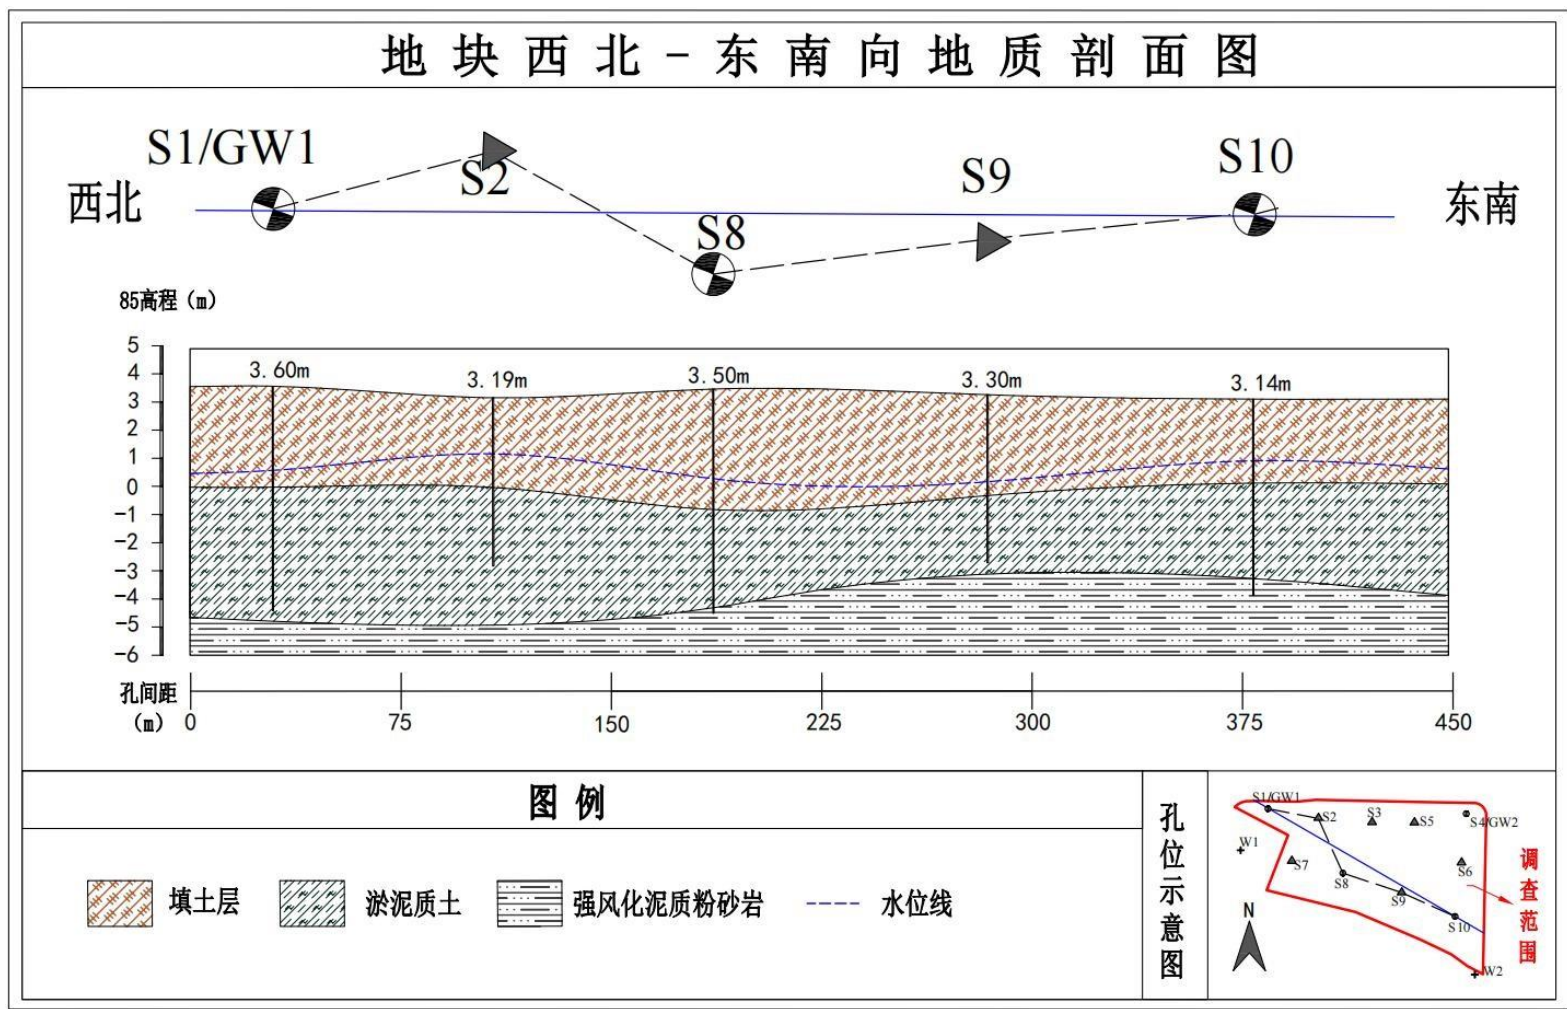 地块西北-东南向地质剖面图
S1/GW1
S2
S8
S9
S10
西北
东南
85高程（m）
5
4
3
2
1
0
-1
-2
-3
-4
-5
-6
3.60m
3.19m
3.50m
3.30m
3.14m
孔间距
（m）
0
75
150
225
300
375
450
图例
填土层
淤泥质土
强风化泥质粉砂岩
水位线
孔位示意图
S1/GW1
S2
S3
S5
S4/GW2
W1
S7
S8
S6
S9
S10
W2
N
调查范围